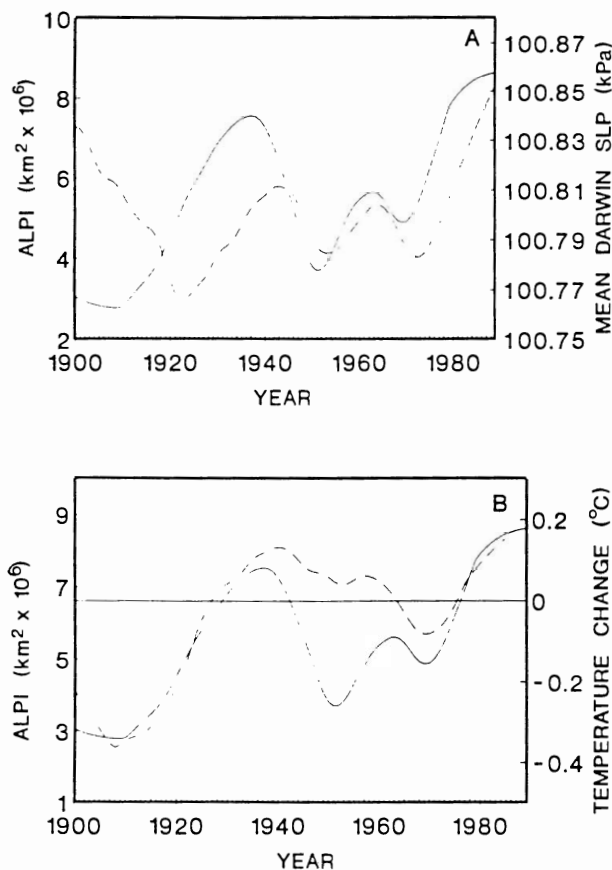 A
10
8
6
4
2
ALPI (km² x 10⁶)
100.87
100.85
100.83
100.81
100.79
100.77
100.75
MEAN DARWIN SLP (kPa)
1900 1920 1940 1960 1980
YEAR
B
9
7
5
3
1
ALPI (km² x 10⁶)
0.2
0
-0.2
-0.4
TEMPERATURE CHANGE (°C)
1900 1920 1940 1960 1980
YEAR